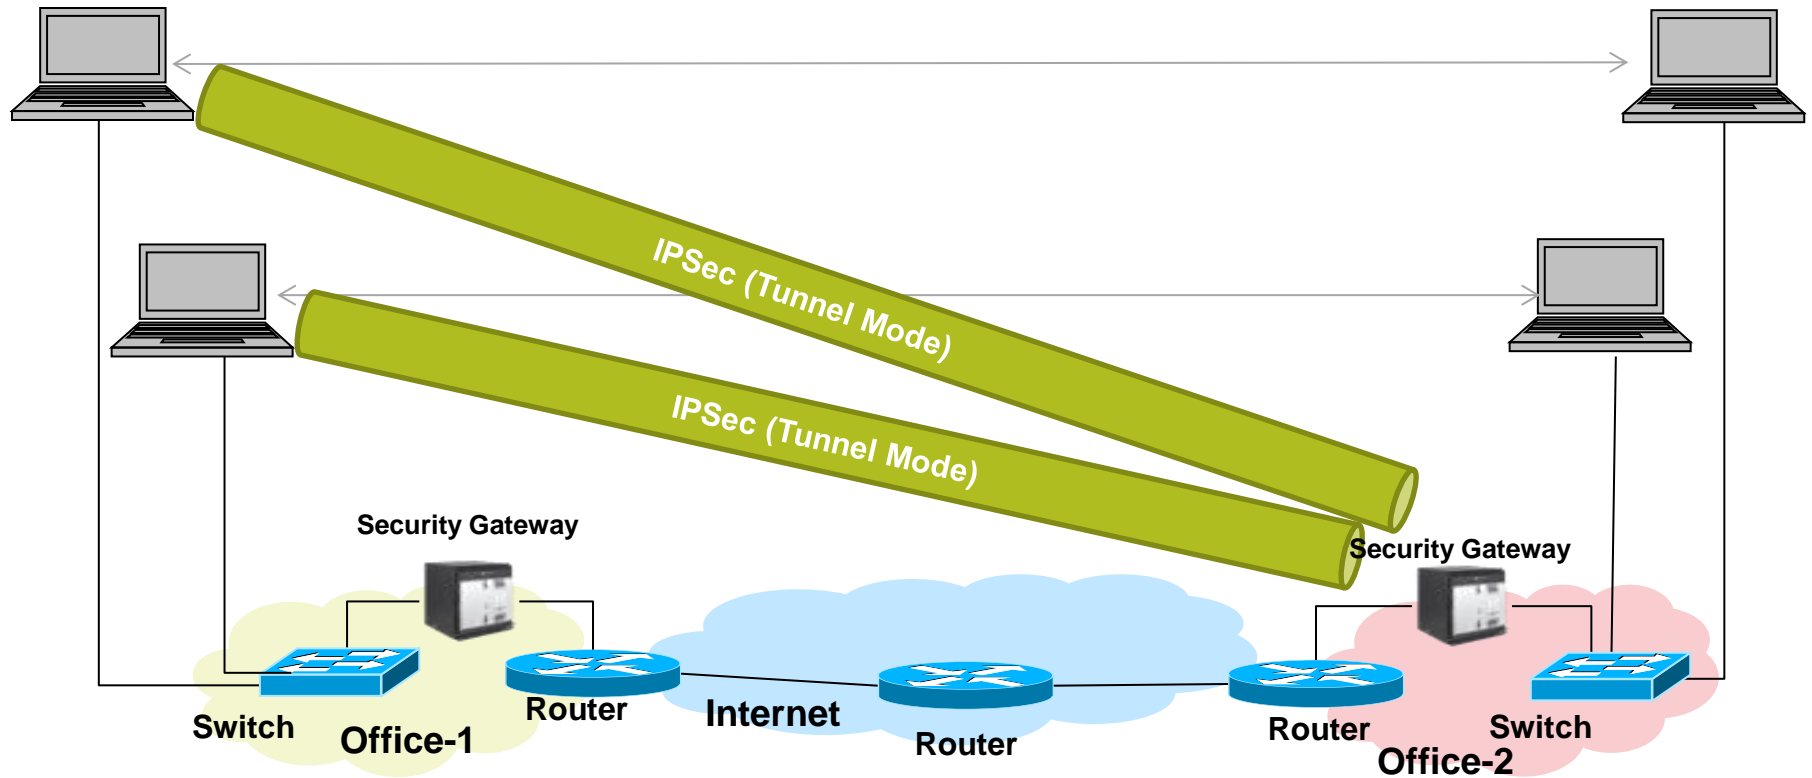 IPSec (Tunnel Mode)
IPSec (Tunnel Mode)
Security Gateway
Security Gateway
Router
Internet
Switch
Office-1
Router
Router
Switch
Office-2